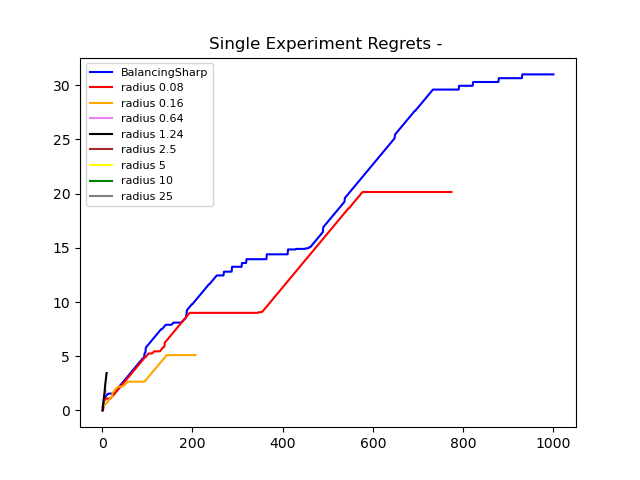 Single Experiment Regrets -
BalancingSharp
radius 0.08
radius 0.16
radius 0.64
radius 1.24
radius 2.5
radius 5
radius 10
radius 25
30
25
20
15
10
5
0
0 200 400 600 800 1000